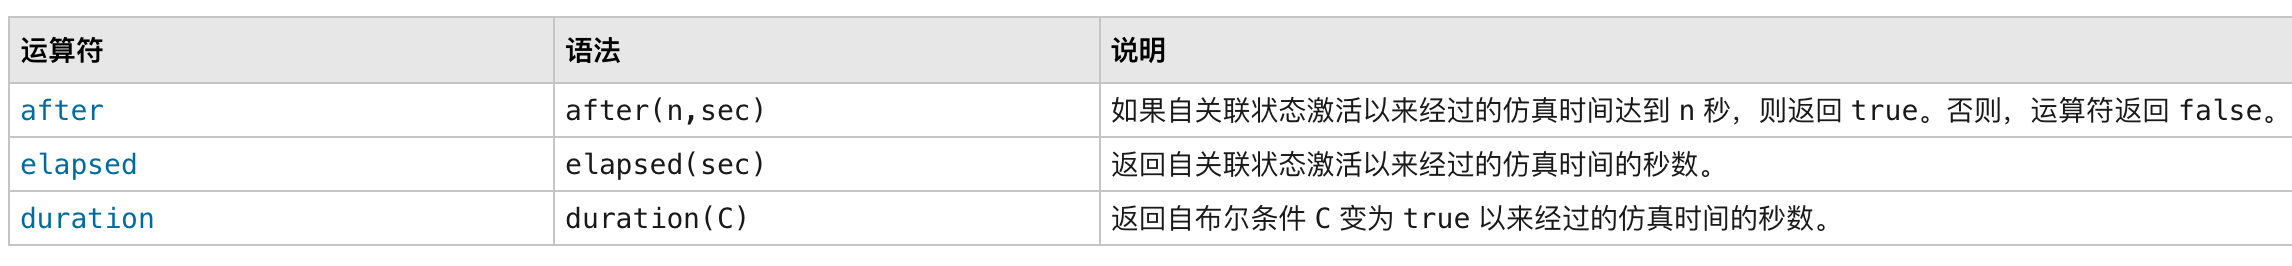 运算符 语法 说明
after after(n,sec) 如果自关联状态激活以来经过的仿真时间达到 n 秒，则返回 true。否则，运算符返回 false。
elapsed elapsed(sec) 返回自关联状态激活以来经过的仿真时间的秒数。
duration duration(C) 返回自布尔条件 C 变为 true 以来经过的仿真时间的秒数。